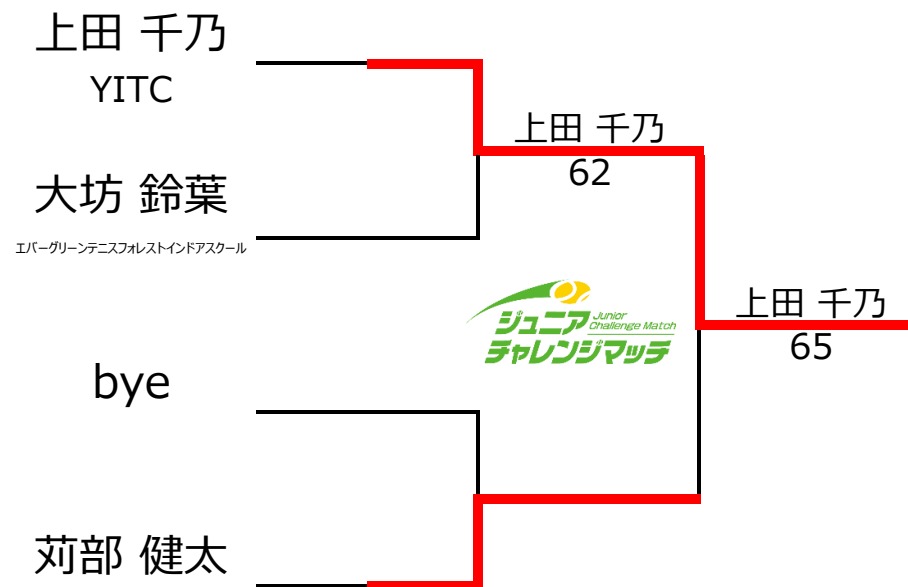 上田 千乃
YITC
上田 千乃
62
大坊 鈴葉
エバーグリーンテニスフォレストインドアスクール
ジュニア Junior Challenge Match
チャレンジマッチ
上田 千乃
65
bye
苅部 健太